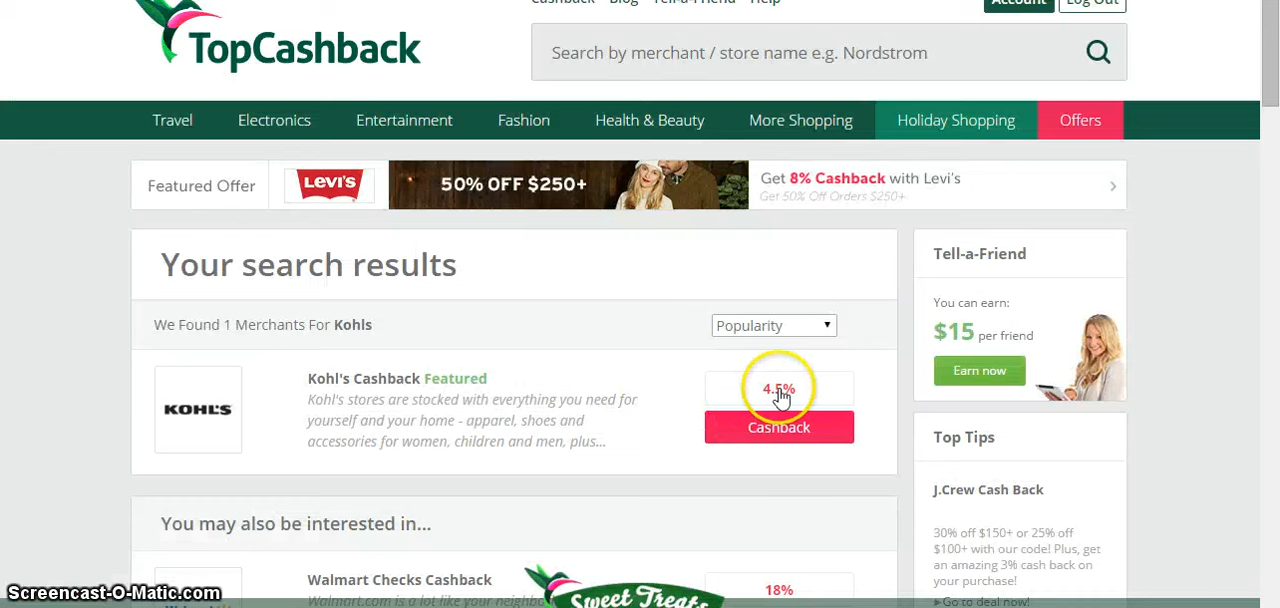 Cashback Blog Tell-a-Friend Help
Account Log Out
TopCashback
Search by merchant / store name e.g. Nordstrom
Travel Electronics Entertainment Fashion Health & Beauty More Shopping Holiday Shopping Offers
Featured Offer
LEVI'S
50% OFF $250+
Get 8% Cashback with Levi's
Get 50% Off Orders $250+
Your search results
We Found 1 Merchants For Kohls
Popularity
KOHL'S
Kohl's Cashback Featured
Kohl's stores are stocked with everything you need for
yourself and your home - apparel, shoes and
accessories for women, children and men, plus...
4.5%
Cashback
You may also be interested in...
Walmart Checks Cashback
Walmart.com is a lot like your neighbo
18%
Sweet Treats
Tell-a-Friend
You can earn:
$15 per friend
Earn now
Top Tips
J.Crew Cash Back
30% off $150+ or 25% off
$100+ with our code! Plus, get
an amazing 3% cash back on
your purchase!
Go to deal now!
Screencast-O-Matic.com